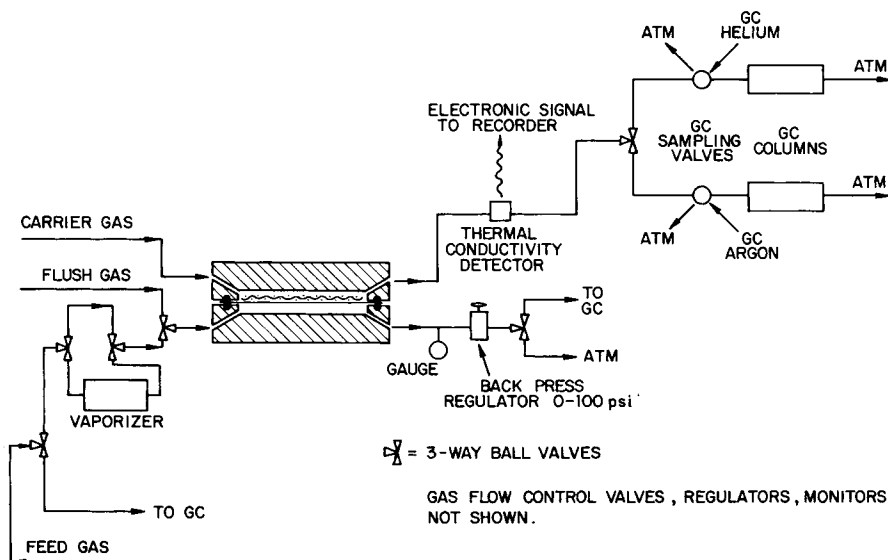 GC
HELIUM
ATM
ATM
ELECTRONIC SIGNAL
TO RECORDER
GC
SAMPLING
VALVES
GC
COLUMNS
ATM
ATM
GC
ARGON
CARRIER GAS
THERMAL
CONDUCTIVITY
DETECTOR
FLUSH GAS
TO
GC
ATM
GAUGE
BACK PRESS
REGULATOR 0-100 psi
VAPORIZER
= 3-WAY BALL VALVES
TO GC
GAS FLOW CONTROL VALVES, REGULATORS, MONITORS
NOT SHOWN.
FEED GAS